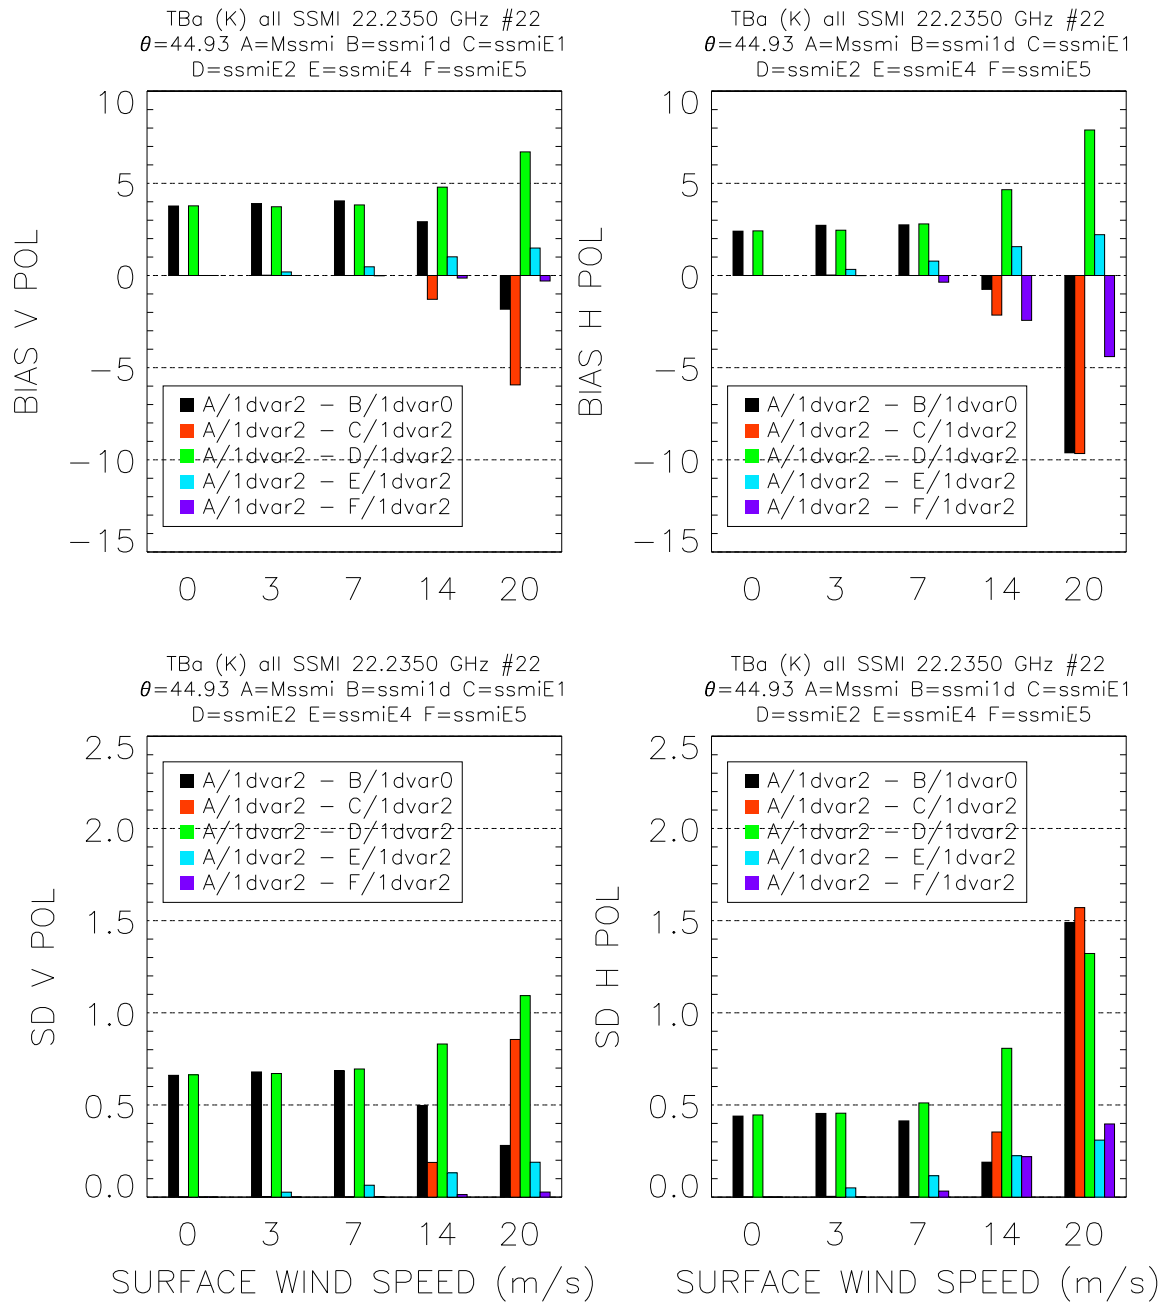 TBa (K) all SSMI 22.2350 GHz #22
θ=44.93 A=Mssmi B=ssmi1d C=ssmiE1
D=ssmiE2 E=ssmiE4 F=ssmiE5
10
5
0
-5
-10
-15
BIAS V POL
A/1dvar2 - B/1dvar0
A/1dvar2 - C/1dvar2
A/1dvar2 - D/1dvar2
A/1dvar2 - E/1dvar2
A/1dvar2 - F/1dvar2
0 3 7 14 20
TBa (K) all SSMI 22.2350 GHz #22
θ=44.93 A=Mssmi B=ssmi1d C=ssmiE1
D=ssmiE2 E=ssmiE4 F=ssmiE5
10
5
0
-5
-10
-15
BIAS H POL
A/1dvar2 - B/1dvar0
A/1dvar2 - C/1dvar2
A/1dvar2 - D/1dvar2
A/1dvar2 - E/1dvar2
A/1dvar2 - F/1dvar2
0 3 7 14 20
TBa (K) all SSMI 22.2350 GHz #22
θ=44.93 A=Mssmi B=ssmi1d C=ssmiE1
D=ssmiE2 E=ssmiE4 F=ssmiE5
2.5
2.0
1.5
1.0
0.5
0.0
SD V POL
A/1dvar2 - B/1dvar0
A/1dvar2 - C/1dvar2
A/1dvar2 - D/1dvar2
A/1dvar2 - E/1dvar2
A/1dvar2 - F/1dvar2
0 3 7 14 20
SURFACE WIND SPEED (m/s)
TBa (K) all SSMI 22.2350 GHz #22
θ=44.93 A=Mssmi B=ssmi1d C=ssmiE1
D=ssmiE2 E=ssmiE4 F=ssmiE5
2.5
2.0
1.5
1.0
0.5
0.0
SD H POL
A/1dvar2 - B/1dvar0
A/1dvar2 - C/1dvar2
A/1dvar2 - D/1dvar2
A/1dvar2 - E/1dvar2
A/1dvar2 - F/1dvar2
0 3 7 14 20
SURFACE WIND SPEED (m/s)